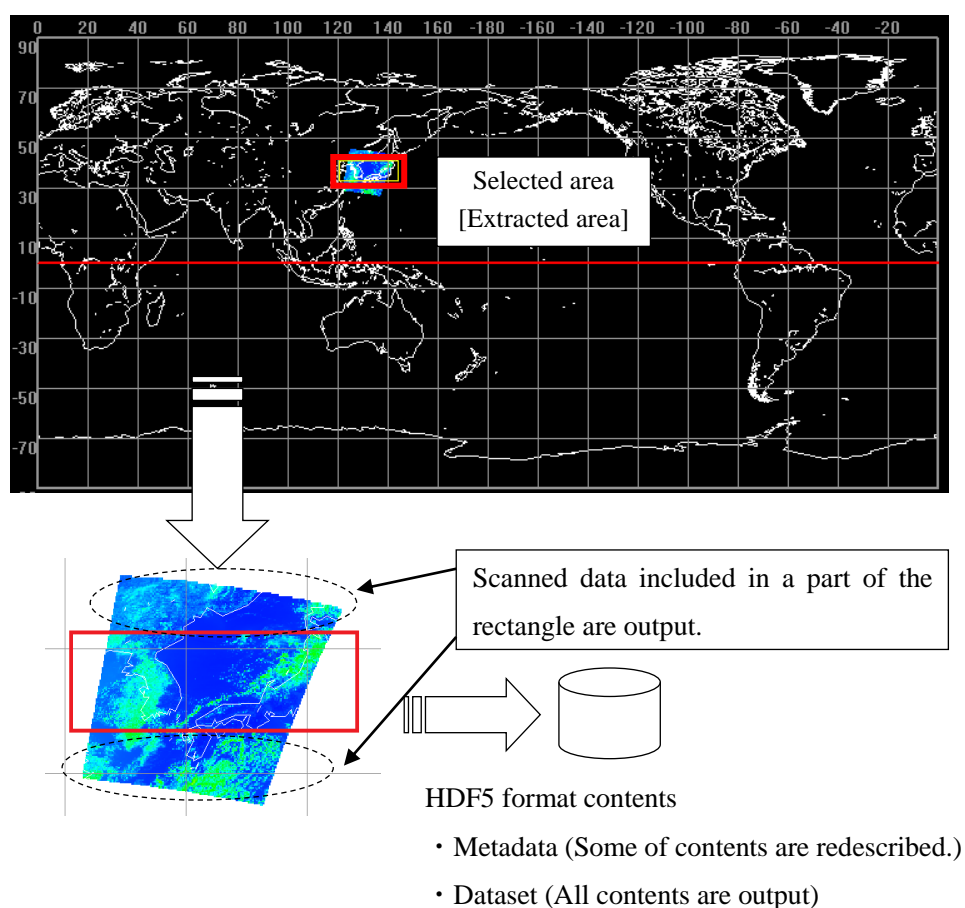 0 20 40 60 80 100 120 140 160 -180 -160 -140 -120 -100 -80 -60 -40 -20
90
70
50
30
10
-10
-30
-50
-70
Selected area
[Extracted area]
Scanned data included in a part of the
rectangle are output.
HDF5 format contents
・Metadata (Some of contents are redescribed.)
・Dataset (All contents are output)